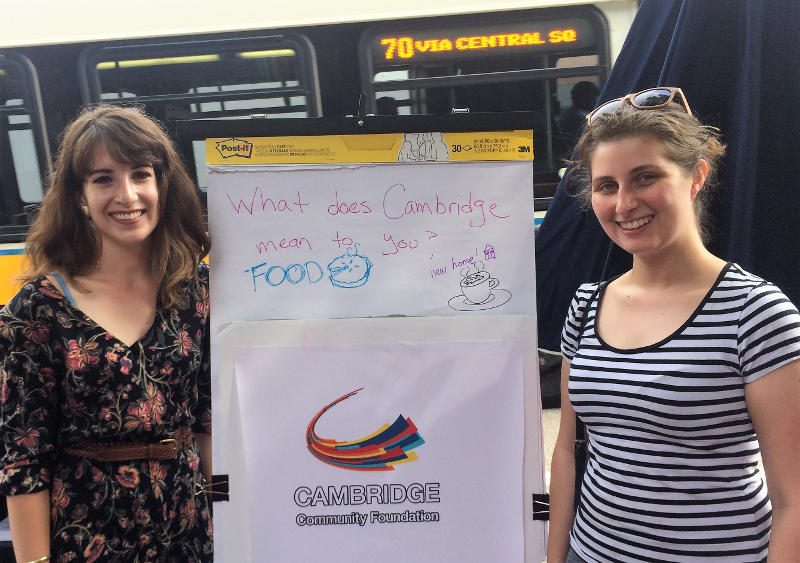 70 VIA CENTRAL SQ
Post-it
30
3M
What does Cambridge
mean to you?
FOOD
new home!
CAMBRIDGE
Community Foundation